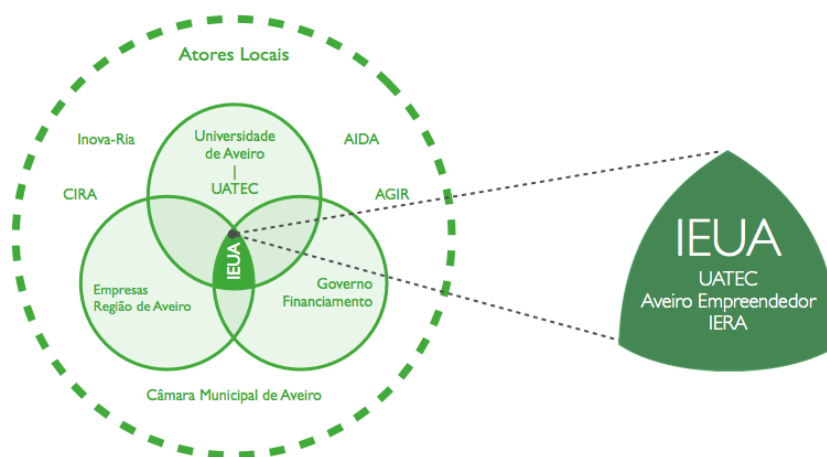 Atores Locais
Inova-Ria
Universidade
de Aveiro
|
UATEC
AIDA
CIRA
AGIR
IEUA
Empresas
Região de Aveiro
Governo
Financiamento
Câmara Municipal de Aveiro
IEUA
UATEC
Aveiro Empreendedor
IERA